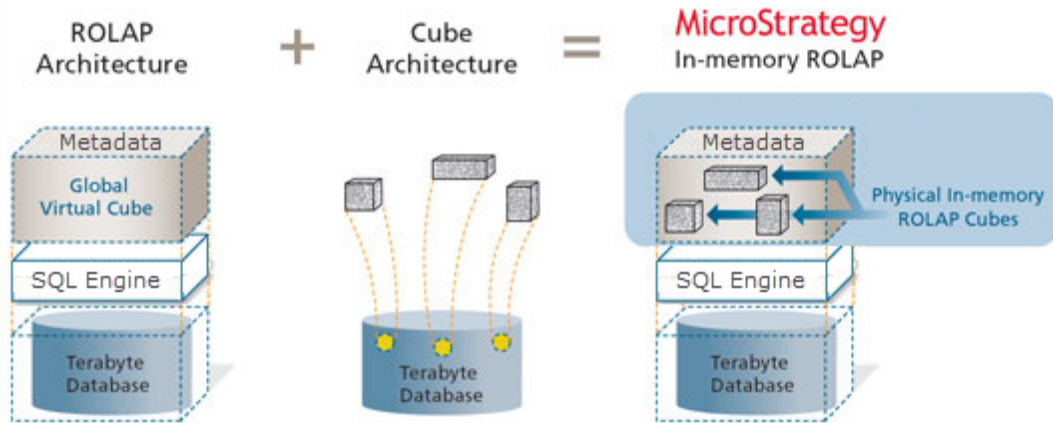 ROLAP
Architecture
+
Cube
Architecture
=
MicroStrategy
In-memory ROLAP
Metadata
Global
Virtual Cube
SQL Engine
Terabyte
Database
Terabyte
Database
Metadata
Physical In-memory
ROLAP Cubes
SQL Engine
Terabyte
Database